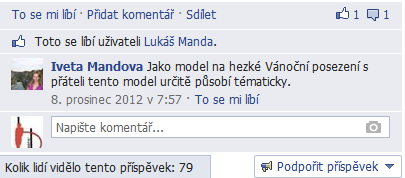 To se mi líbí · Přidat komentář · Sdílet 1 1
Toto se líbí uživateli Lukáš Manda.
Iveta Mandova Jako model na hezké Vánoční posezení s
přáteli tento model určitě působí tématicky.
8. prosinec 2012 v 7:57 · To se mi líbí
Napište komentář...
Kolik lidí vidělo tento příspěvek: 79 Podpořit příspěvek